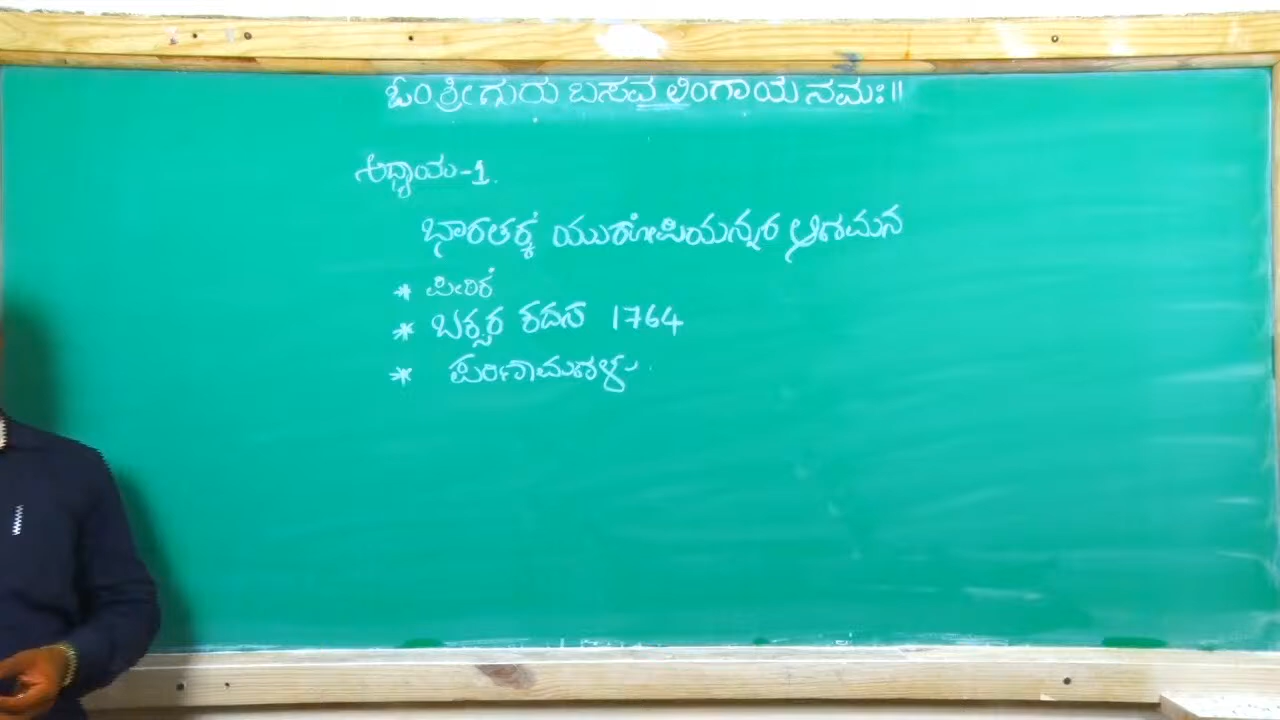 ಓಂ ಶ್ರೀ ಗುರು ಬಸವ ಲಿಂಗಾಯ ನಮಃ ॥
ಅಧ್ಯಾಯ-1.
ಭಾರತಕ್ಕೆ ಯುರೋಪಿಯನ್ನರ ಆಗಮನ
* ಪೀಠಿಕೆ
* ಬಕ್ಸರ ಕದನ 1764
* ಪರಿಣಾಮಗಳು